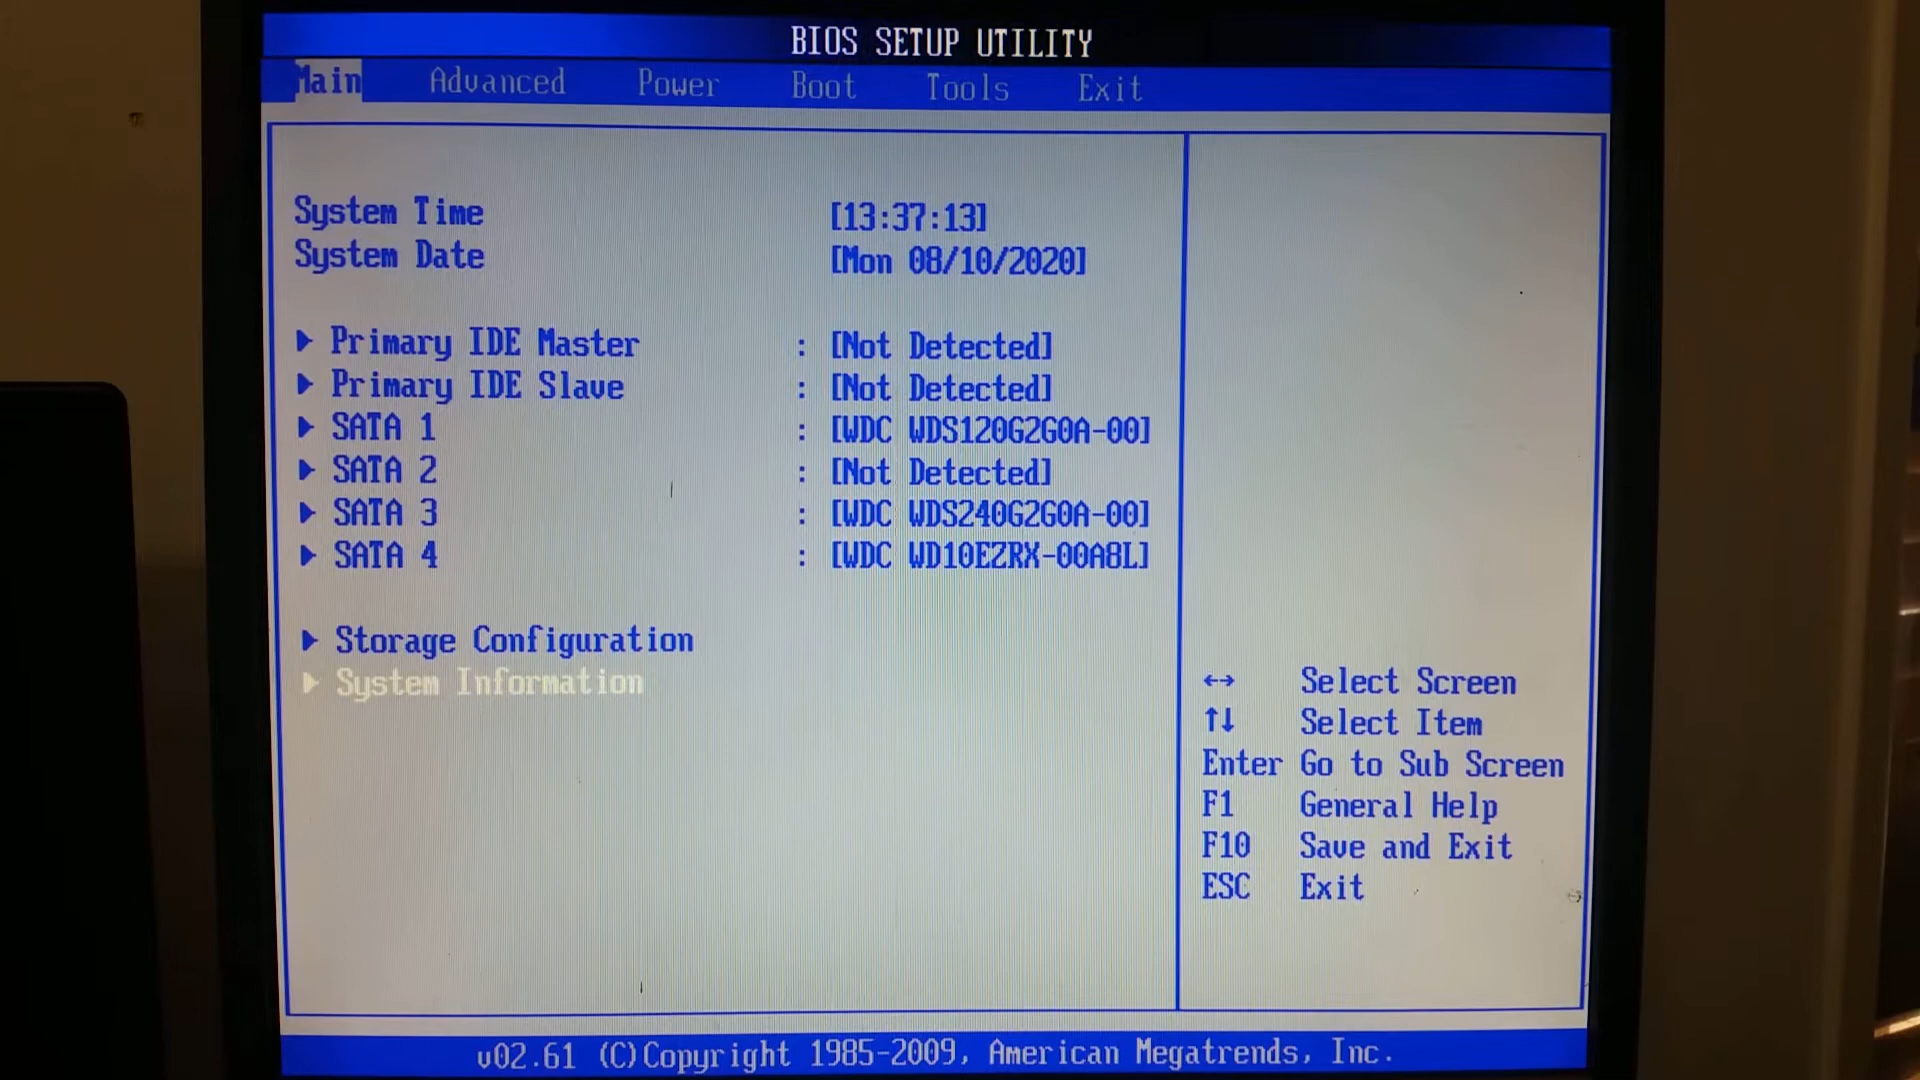 BIOS SETUP UTILITY
Main Advanced Power Boot Tools Exit
System Time [13:37:13]
System Date [Mon 08/10/2020]
Primary IDE Master : [Not Detected]
Primary IDE Slave : [Not Detected]
SATA 1 : [WDC WDS120G2G0A-00]
SATA 2 : [Not Detected]
SATA 3 : [WDC WDS240G2G0A-00]
SATA 4 : [WDC WD10EZRX-00A8L]
Storage Configuration
System Information
↔ Select Screen
↑↓ Select Item
Enter Go to Sub Screen
F1 General Help
F10 Save and Exit
ESC Exit
v02.61 (C)Copyright 1985-2009, American Megatrends, Inc.